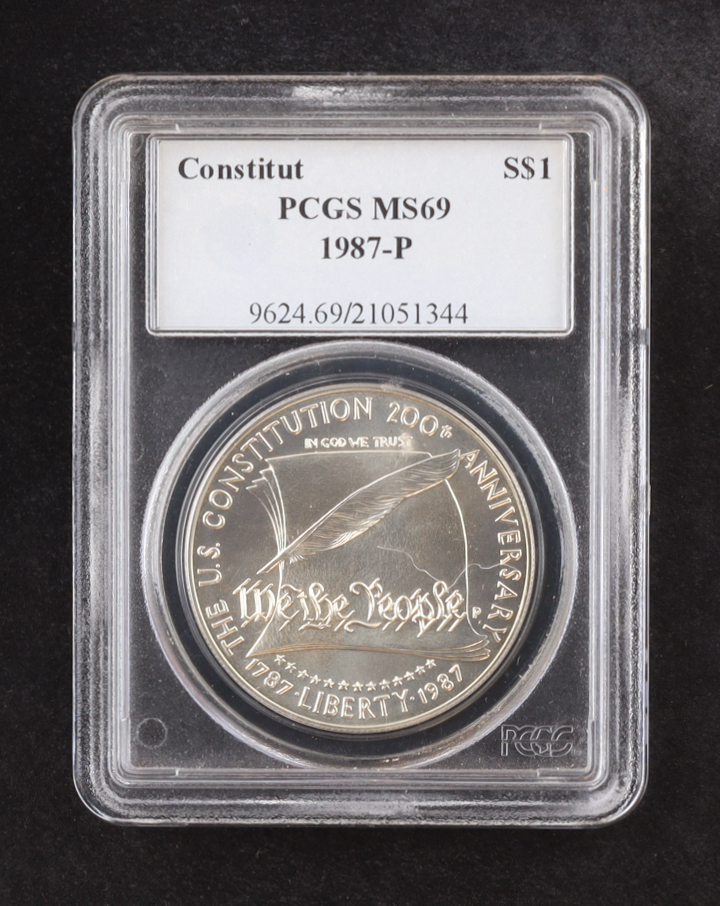 Constitut S$1
PCGS MS69
1987-P
9624.69/21051344
THE U.S. CONSTITUTION 200th ANNIVERSARY
IN GOD WE TRUST
We the People
P
1787·LIBERTY·1987
PCGS